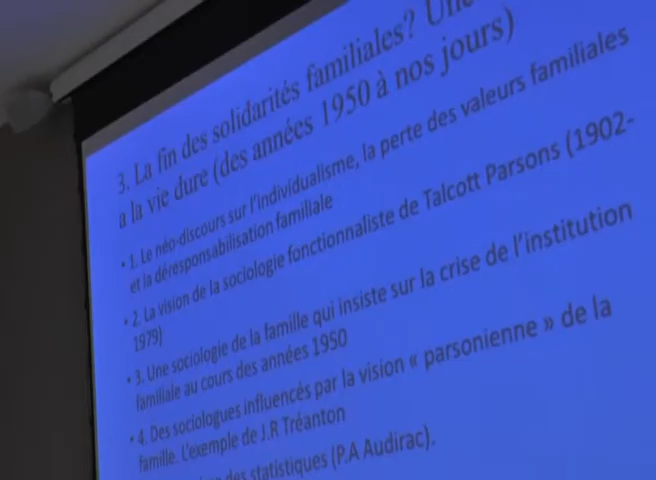 3. La fin des solidarités familiales? Une
a la vie dure (des années 1950 à nos jours)
• 1. Le néo-discours sur l'individualisme, la perte des valeurs familiales
et la déresponsabilisation familiale
• 2. La vision de la sociologie fonctionnaliste de Talcott Parsons (1902-
1979)
• 3. Une sociologie de la famille qui insiste sur la crise de l'institution
familiale au cours des années 1950
• 4. Des sociologues influencés par la vision « parsonienne » de la
famille. L'exemple de J.R Tréanton
des statistiques (P.A Audirac).